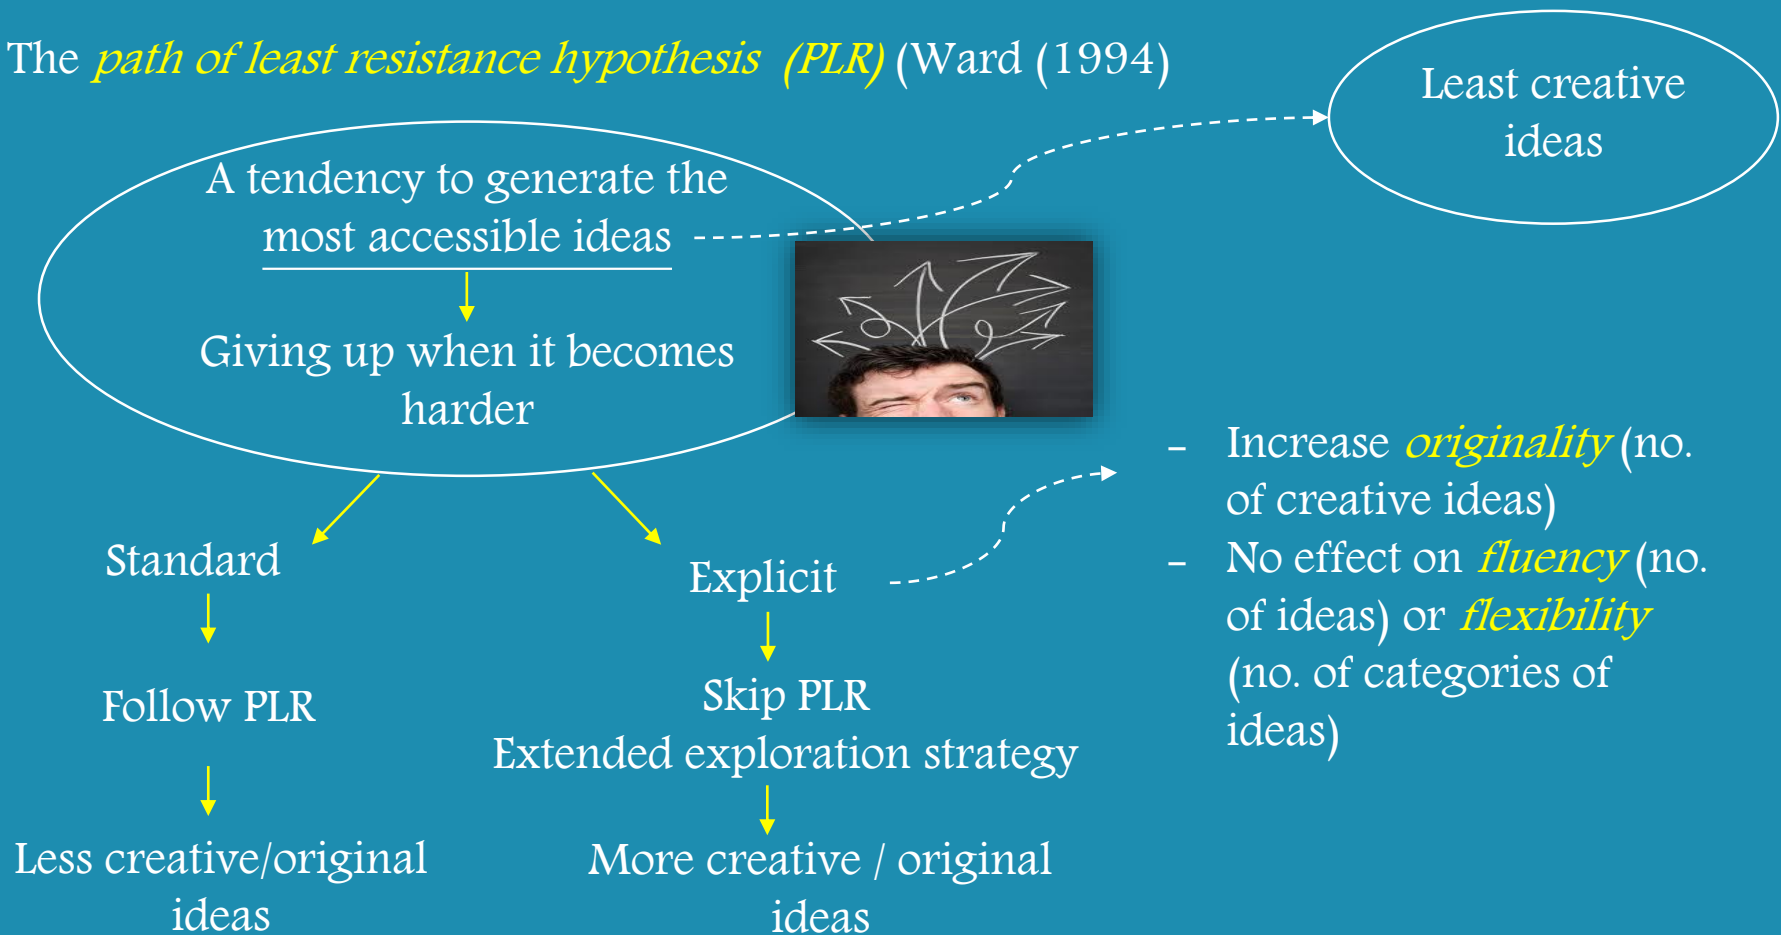 The path of least resistance hypothesis (PLR) (Ward (1994)
Least creative
ideas
A tendency to generate the
most accessible ideas
Giving up when it becomes
harder
- Increase originality (no.
of creative ideas)
- No effect on fluency (no.
of ideas) or flexibility
(no. of categories of
ideas)
Standard
Follow PLR
Less creative/original
ideas
Explicit
Skip PLR
Extended exploration strategy
More creative / original
ideas